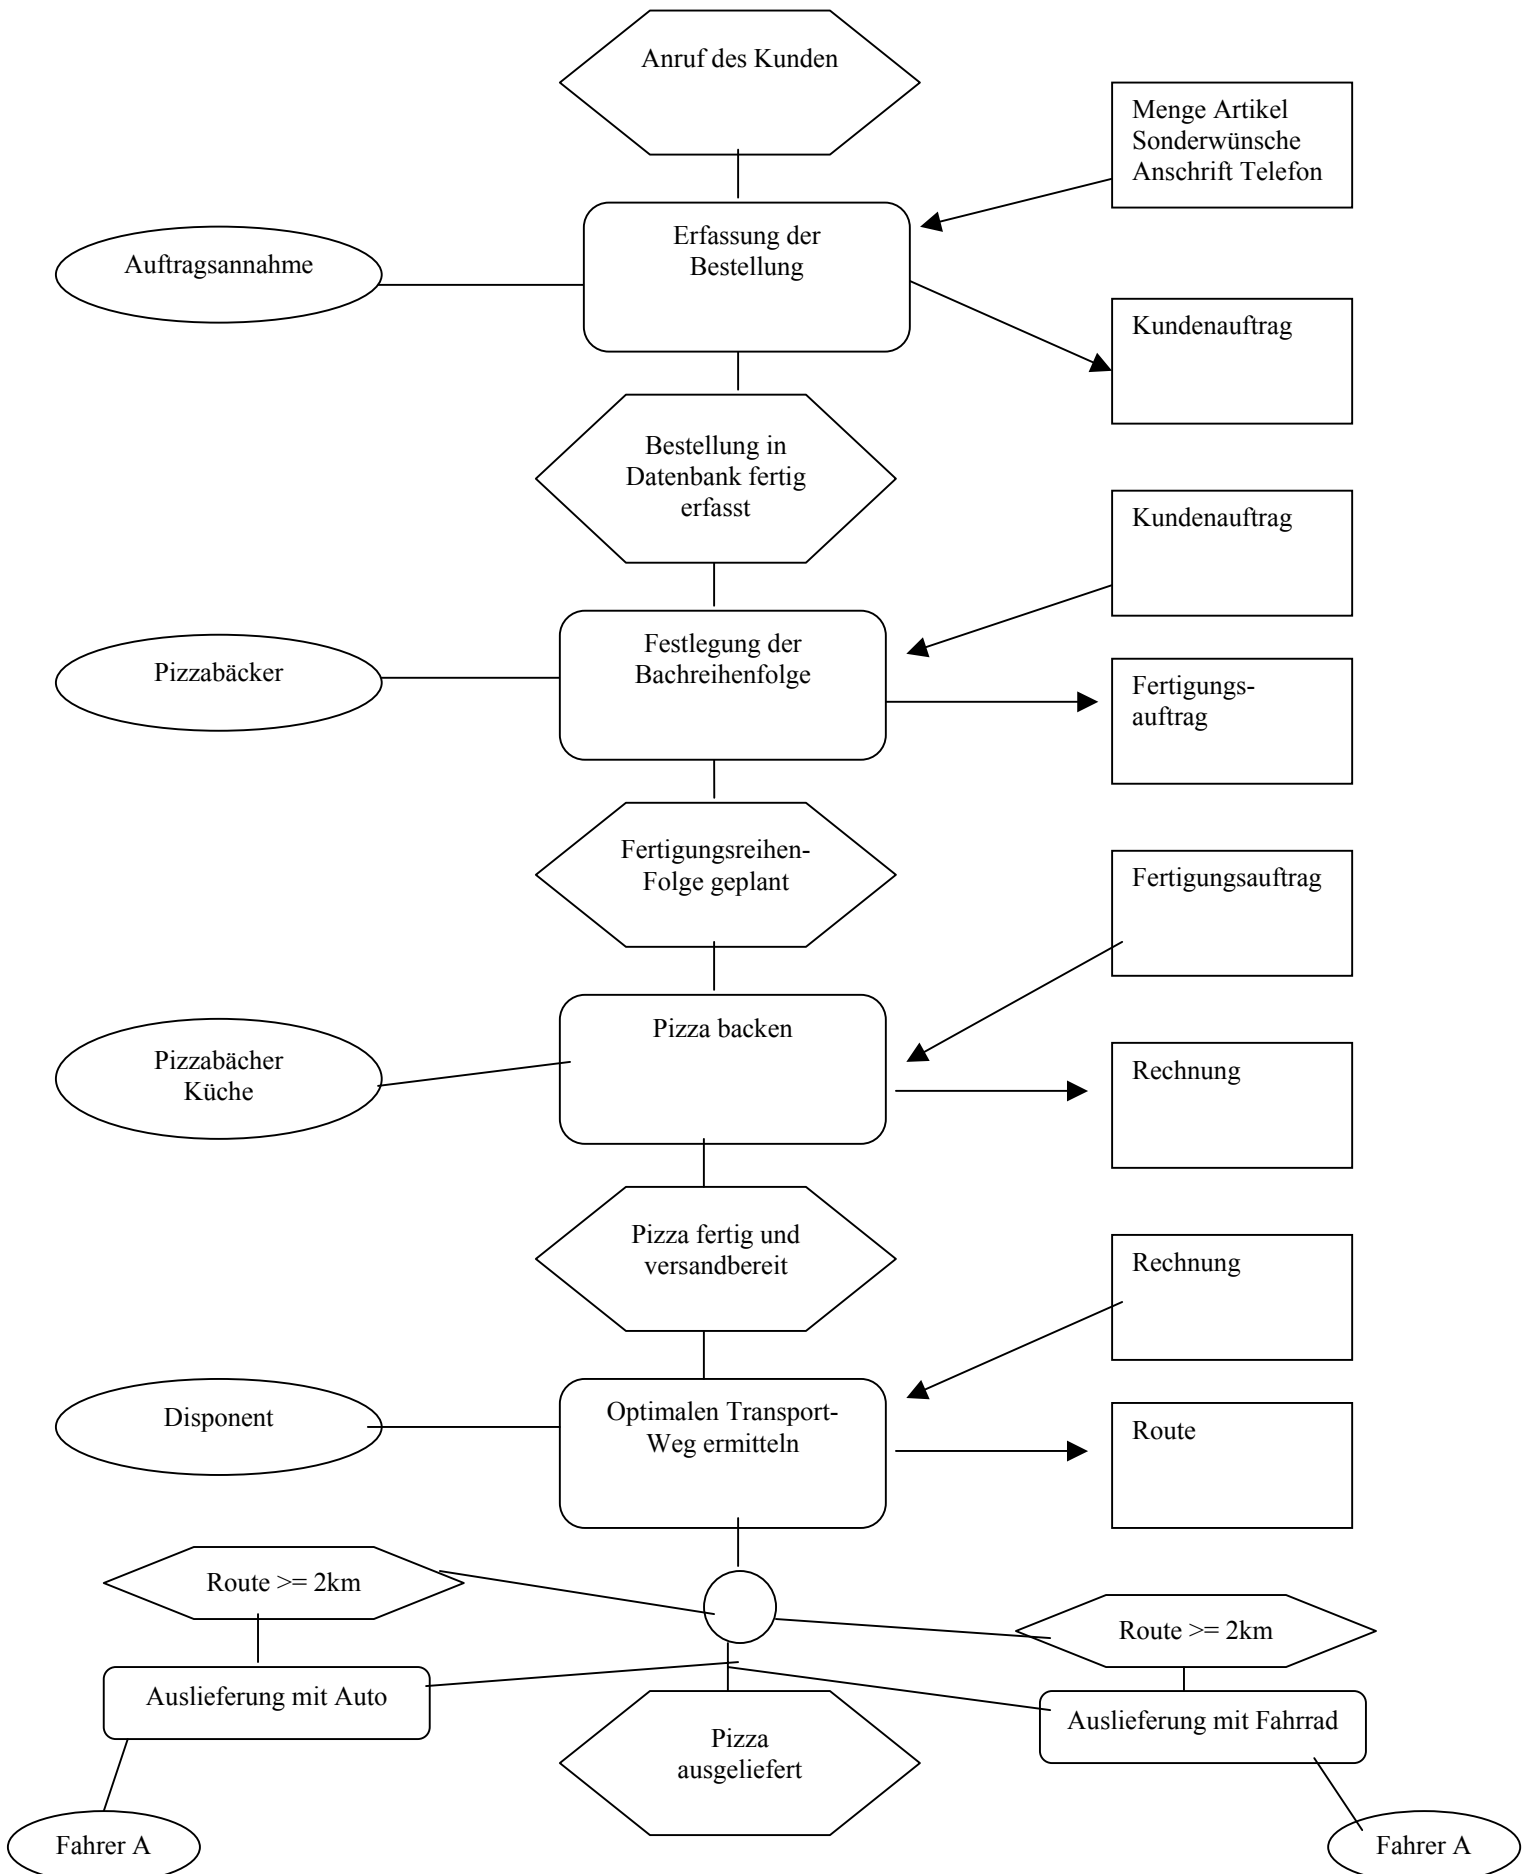 Anruf des Kunden
Menge Artikel
Sonderwünsche
Anschrift Telefon
Erfassung der
Bestellung
Auftragsannahme
Kundenauftrag
Bestellung in
Datenbank fertig
erfasst
Kundenauftrag
Festlegung der
Bachreihenfolge
Pizzabäcker
Fertigungs-
auftrag
Fertigungsreihen-
Folge geplant
Fertigungsauftrag
Pizza backen
Pizzabächer
Küche
Rechnung
Pizza fertig und
versandbereit
Rechnung
Optimalen Transport-
Weg ermitteln
Disponent
Route
Route >= 2km
Route >= 2km
Auslieferung mit Auto
Auslieferung mit Fahrrad
Pizza
ausgeliefert
Fahrer A
Fahrer A